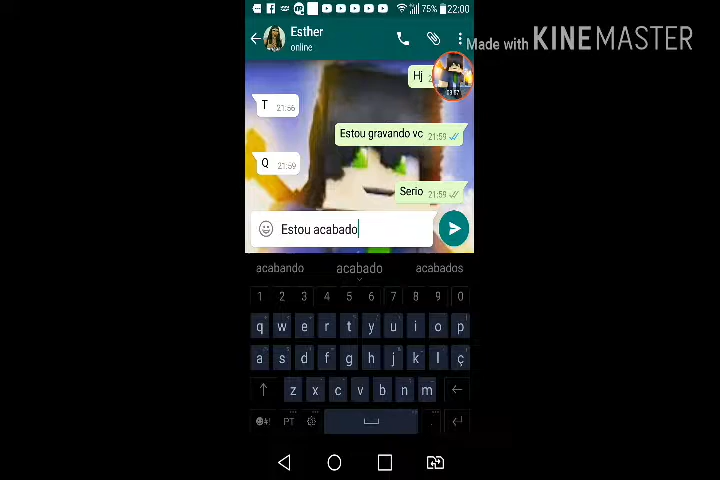 75% 22:00
Esther
online
Made with KINEMASTER
Hj
T 21:56
Estou gravando vc 21:59
Q 21:59
Serio 21:59
Estou acabado
acabando acabado acabados
1 2 3 4 5 6 7 8 9 0
q w e r t y u i o p
a s d f g h j k l ç
z x c v b n m
PT